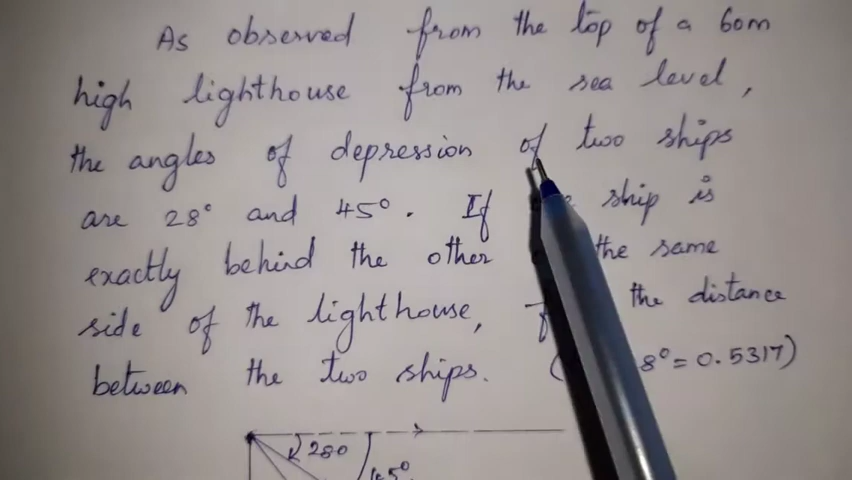 As observed from the top of a 60m
high lighthouse from the sea level,
the angles of depression of two ships
are 28° and 45°. If ship is
exactly behind the other the same
side of the lighthouse, the distance
between the two ships. ( 8° = 0.5317)
280
45°